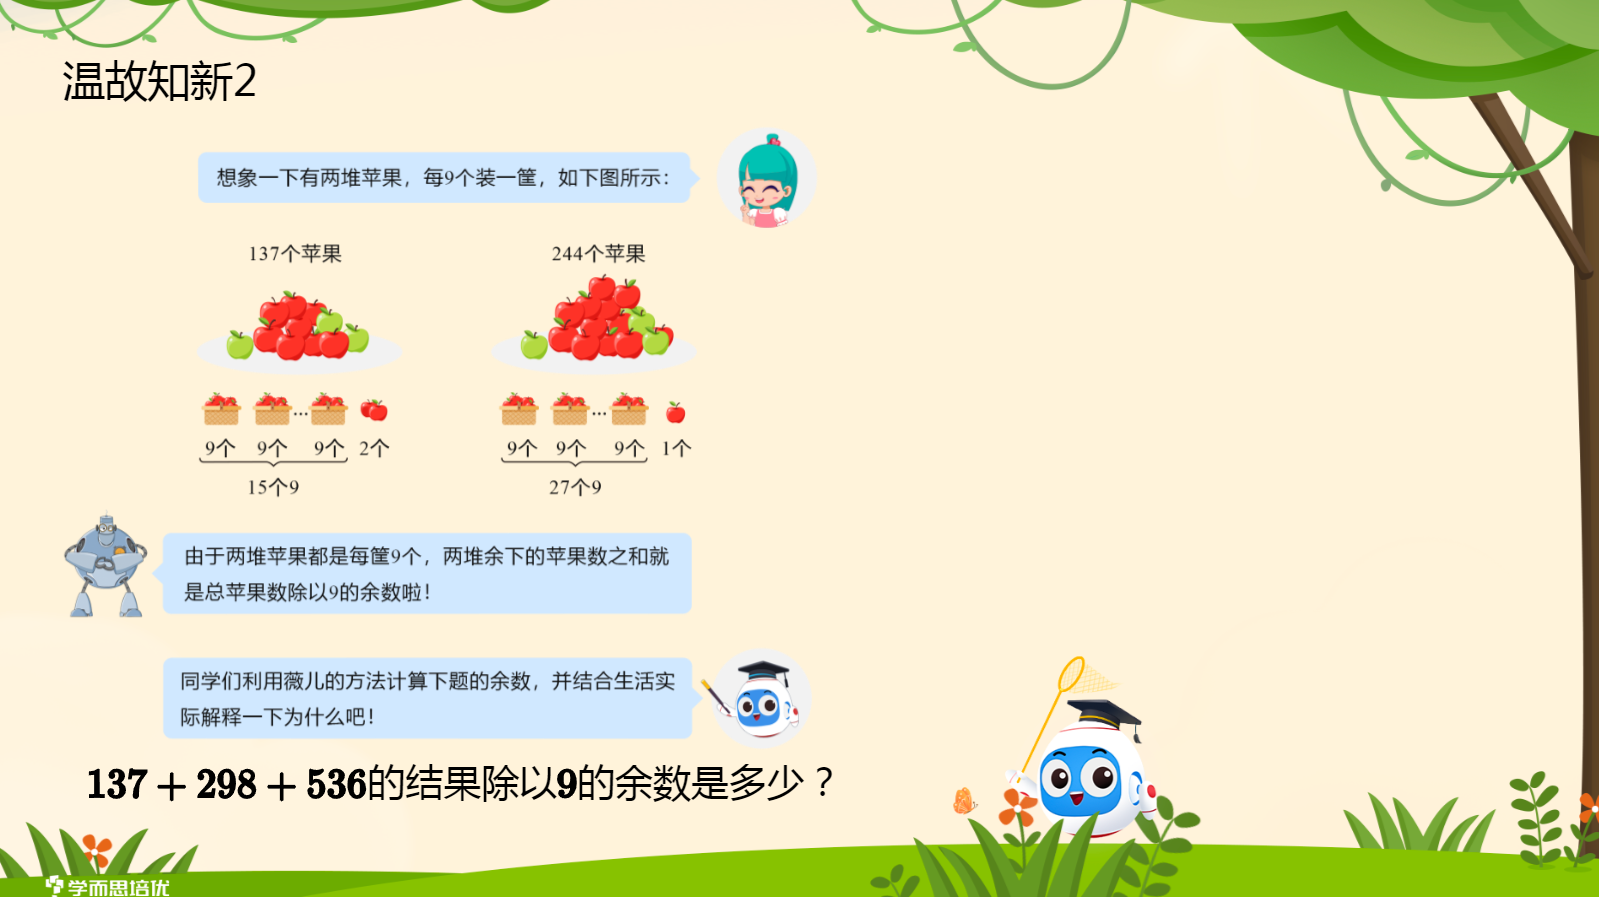 温故知新2
想象一下有两堆苹果，每9个装一筐，如下图所示：
137个苹果 244个苹果
9个 9个 ... 9个 2个 9个 9个 ... 9个 1个
15个9 27个9
由于两堆苹果都是每筐9个，两堆余下的苹果数之和就
是总苹果数除以9的余数啦！
同学们利用薇儿的方法计算下题的余数，并结合生活实
际解释一下为什么吧！
137 + 298 + 536的结果除以9的余数是多少？
学而思培优